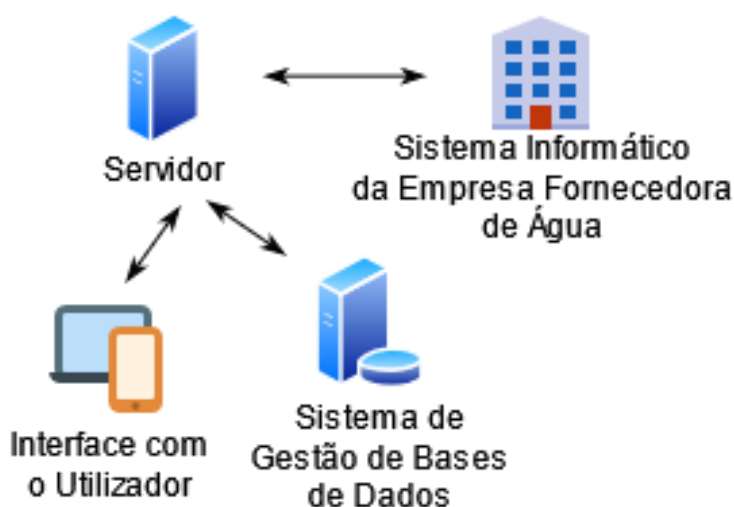 Servidor
Sistema Informático
da Empresa Fornecedora
de Água
Interface com
o Utilizador
Sistema de
Gestão de Bases
de Dados